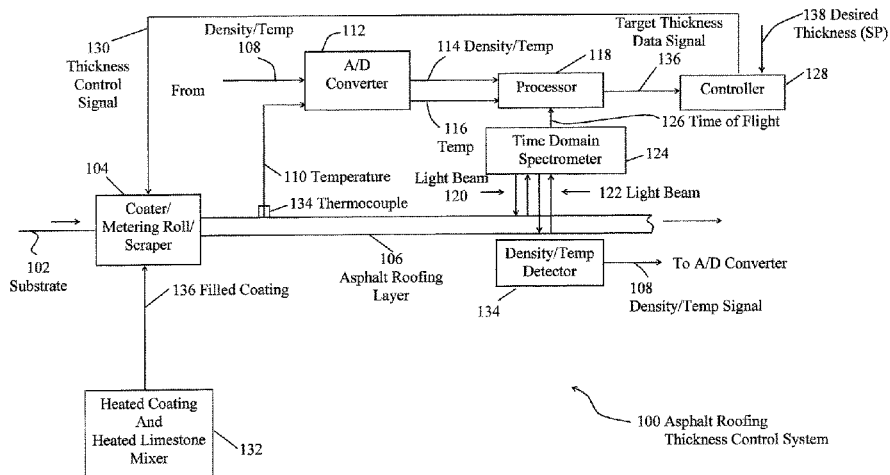 130
Thickness
Control
Signal
Density/Temp
108
From
112
A/D
Converter
114 Density/Temp
116
Temp
118
Processor
Target Thickness
Data Signal
136
138 Desired
Thickness (SP)
Controller
128
126 Time of Flight
Time Domain
Spectrometer
124
110 Temperature
134 Thermocouple
Light Beam
120
122 Light Beam
104
Coater/
Metering Roll/
Scraper
102
Substrate
106
Asphalt Roofing
Layer
Density/Temp
Detector
134
To A/D Converter
108
Density/Temp Signal
136 Filled Coating
Heated Coating
And
Heated Limestone
Mixer
132
100 Asphalt Roofing
Thickness Control System